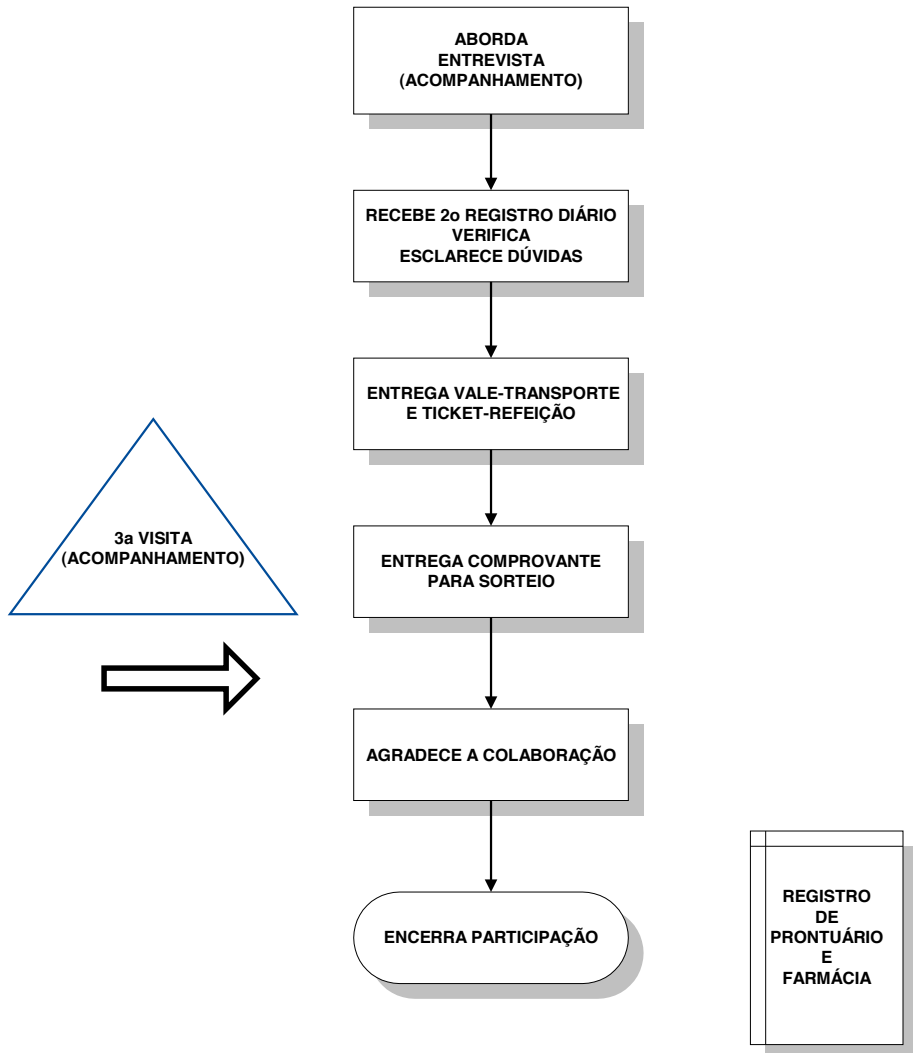 ABORDA
ENTREVISTA
(ACOMPANHAMENTO)
RECEBE 2o REGISTRO DIÁRIO
VERIFICA
ESCLARECE DÚVIDAS
ENTREGA VALE-TRANSPORTE
E TICKET-REFEIÇÃO
3a VISITA
(ACOMPANHAMENTO)
ENTREGA COMPROVANTE
PARA SORTEIO
AGRADECE A COLABORAÇÃO
ENCERRA PARTICIPAÇÃO
REGISTRO
DE
PRONTUÁRIO
E
FARMÁCIA